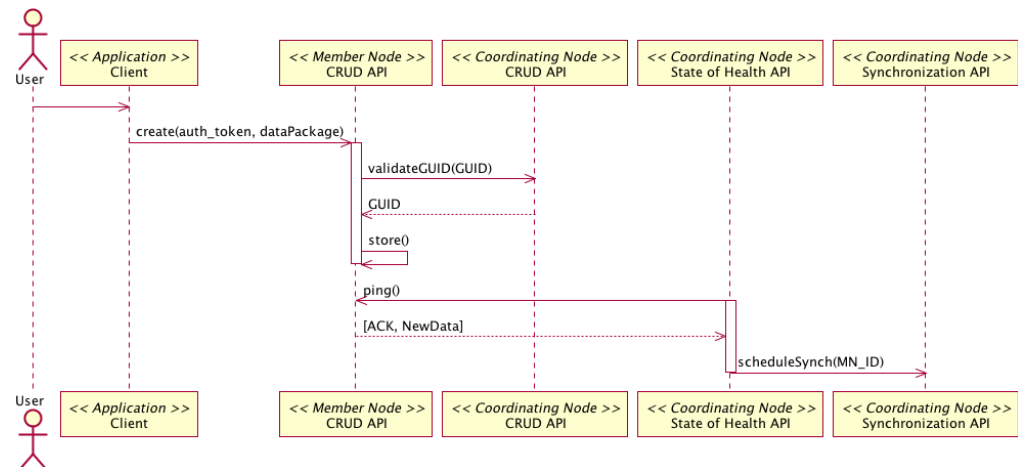 << Application >>
Client
<< Member Node >>
CRUD API
<< Coordinating Node >>
CRUD API
<< Coordinating Node >>
State of Health API
<< Coordinating Node >>
Synchronization API
User
create(auth_token, dataPackage)
validateGUID(GUID)
GUID
store()
ping()
[ACK, NewData]
scheduleSynch(MN_ID)
User
<< Application >>
Client
<< Member Node >>
CRUD API
<< Coordinating Node >>
CRUD API
<< Coordinating Node >>
State of Health API
<< Coordinating Node >>
Synchronization API